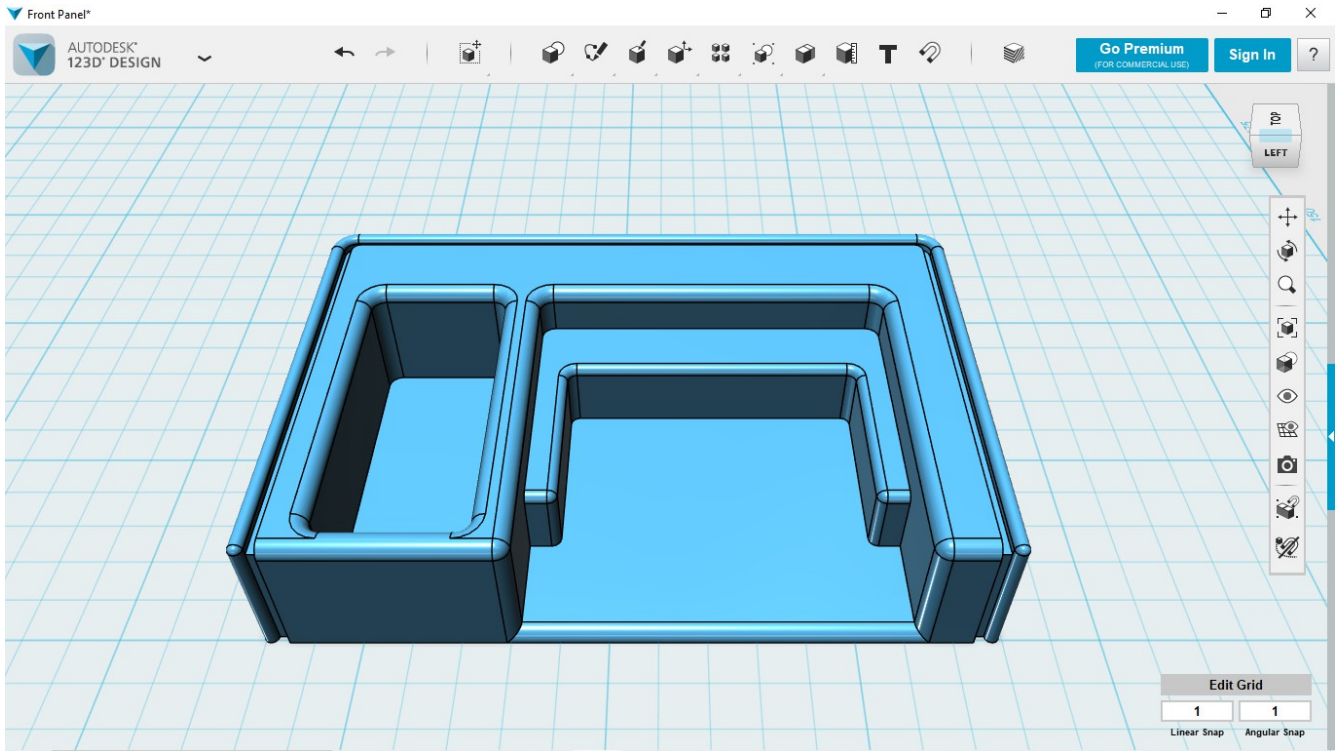 Front Panel*
AUTODESK®
123D® DESIGN
Go Premium
(FOR COMMERCIAL USE)
Sign In
?
TOP
LEFT
Edit Grid
1
1
Linear Snap
Angular Snap